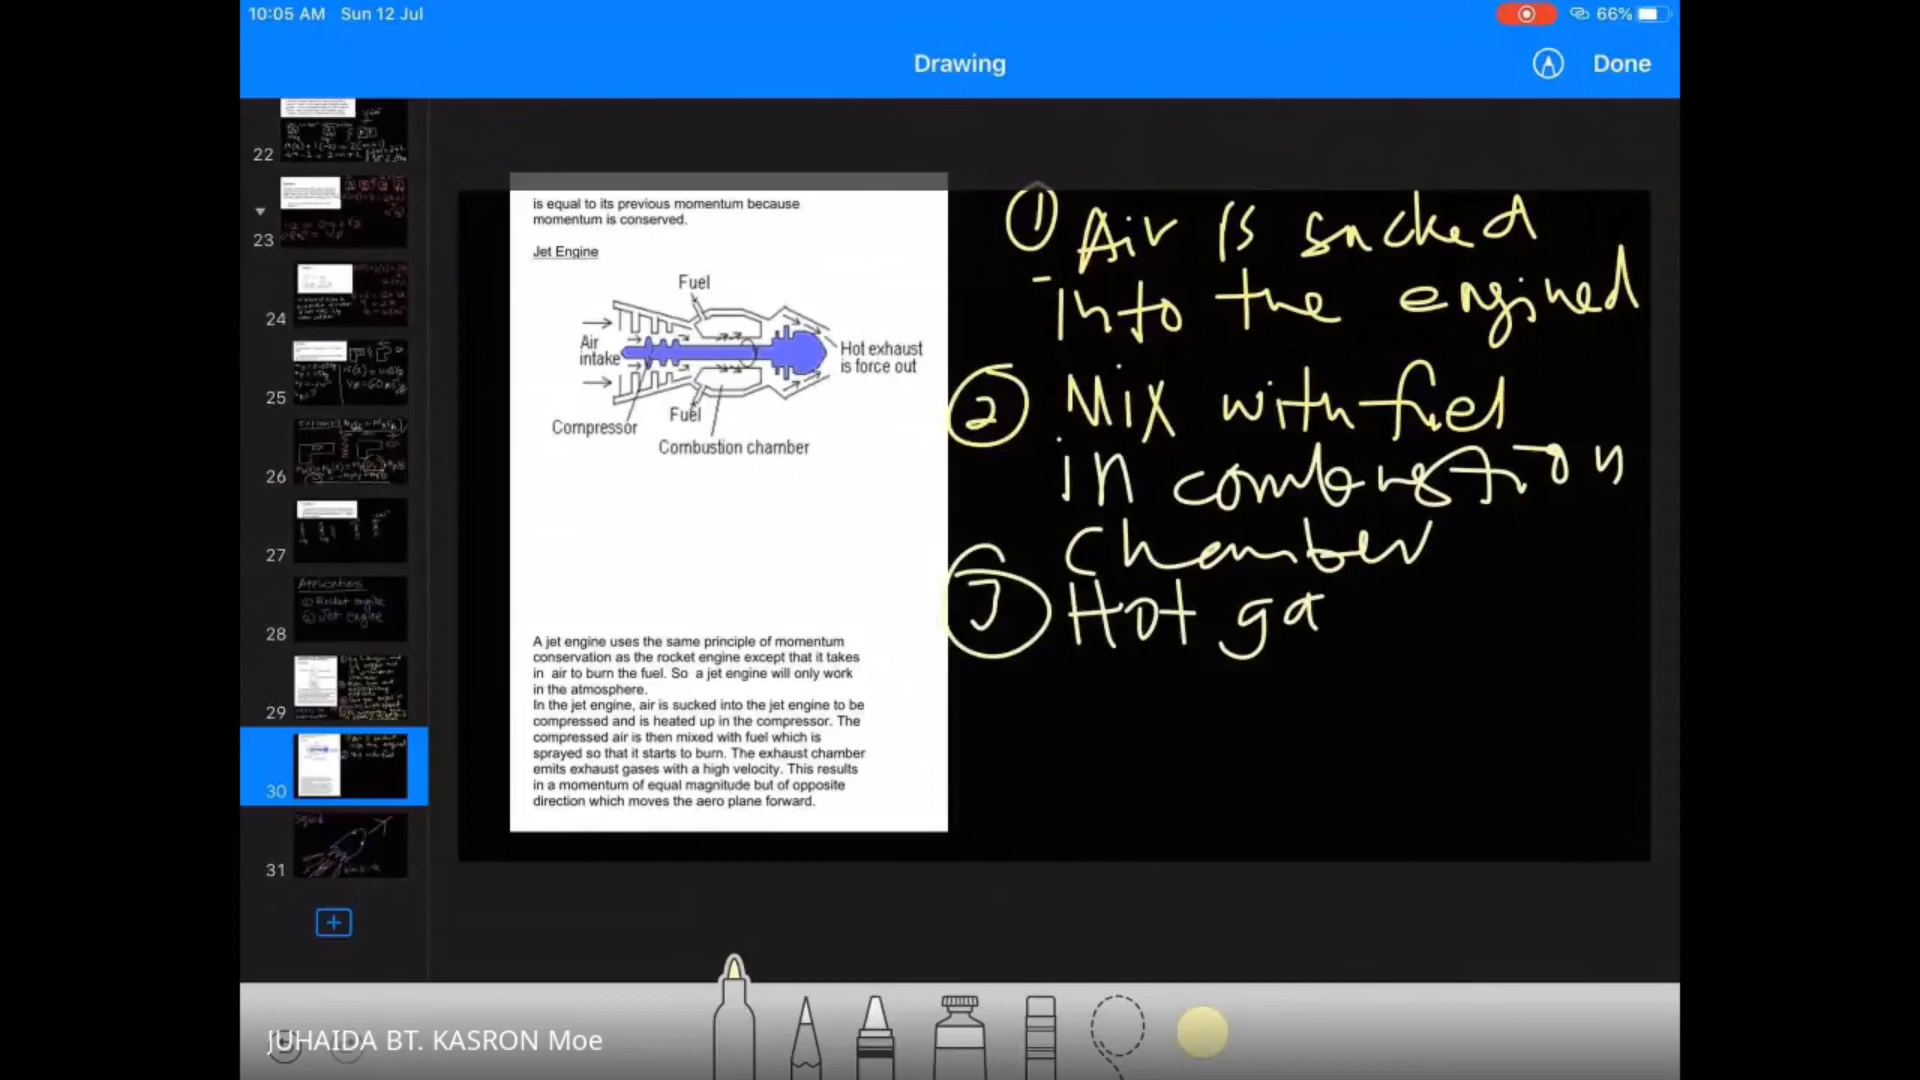 10:05 AM Sun 12 Jul
66%
Drawing
Done
22
23
24
25
26
27
28
Applications
① Rocket engine
② Jet engine
29
30
31
is equal to its previous momentum because
momentum is conserved.
Jet Engine
Fuel
Air
intake
Hot exhaust
is force out
Fuel
Compressor
Combustion chamber
A jet engine uses the same principle of momentum
conservation as the rocket engine except that it takes
in air to burn the fuel. So a jet engine will only work
in the atmosphere.
In the jet engine, air is sucked into the jet engine to be
compressed and is heated up in the compressor. The
compressed air is then mixed with fuel which is
sprayed so that it starts to burn. The exhaust chamber
emits exhaust gases with a high velocity. This results
in a momentum of equal magnitude but of opposite
direction which moves the aero plane forward.
① Air is sucked
into the engined
② Mix with fuel
in combustion
chamber
③ Hot ga
JUHAIDA BT. KASRON Moe